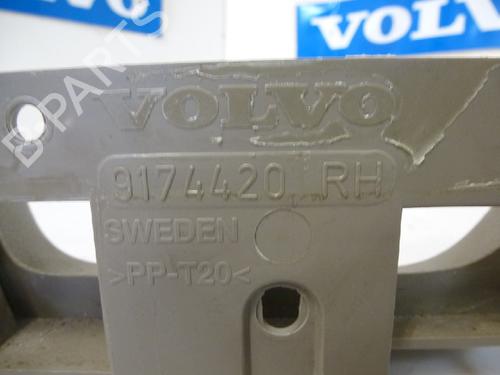 VOLVO
VOLVO
B-PARTS
VOLVO
9174420 RH
SWEDEN
>PP-T20<